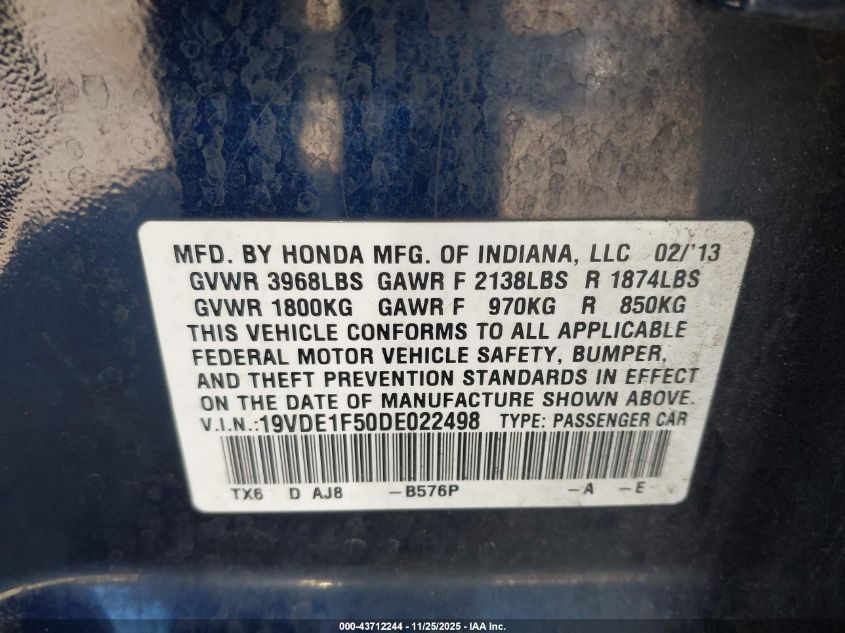 MFD. BY HONDA MFG. OF INDIANA, LLC 02/'13
GVWR 3968LBS GAWR F 2138LBS R 1874LBS
GVWR 1800KG GAWR F 970KG R 850KG
THIS VEHICLE CONFORMS TO ALL APPLICABLE
FEDERAL MOTOR VEHICLE SAFETY, BUMPER,
AND THEFT PREVENTION STANDARDS IN EFFECT
ON THE DATE OF MANUFACTURE SHOWN ABOVE.
V.I.N.:19VDE1F50DE022498 TYPE: PASSENGER CAR
TX6 D AJ8 –B576P –A –E–
000-43712244 - 11/25/2025 - IAA Inc.